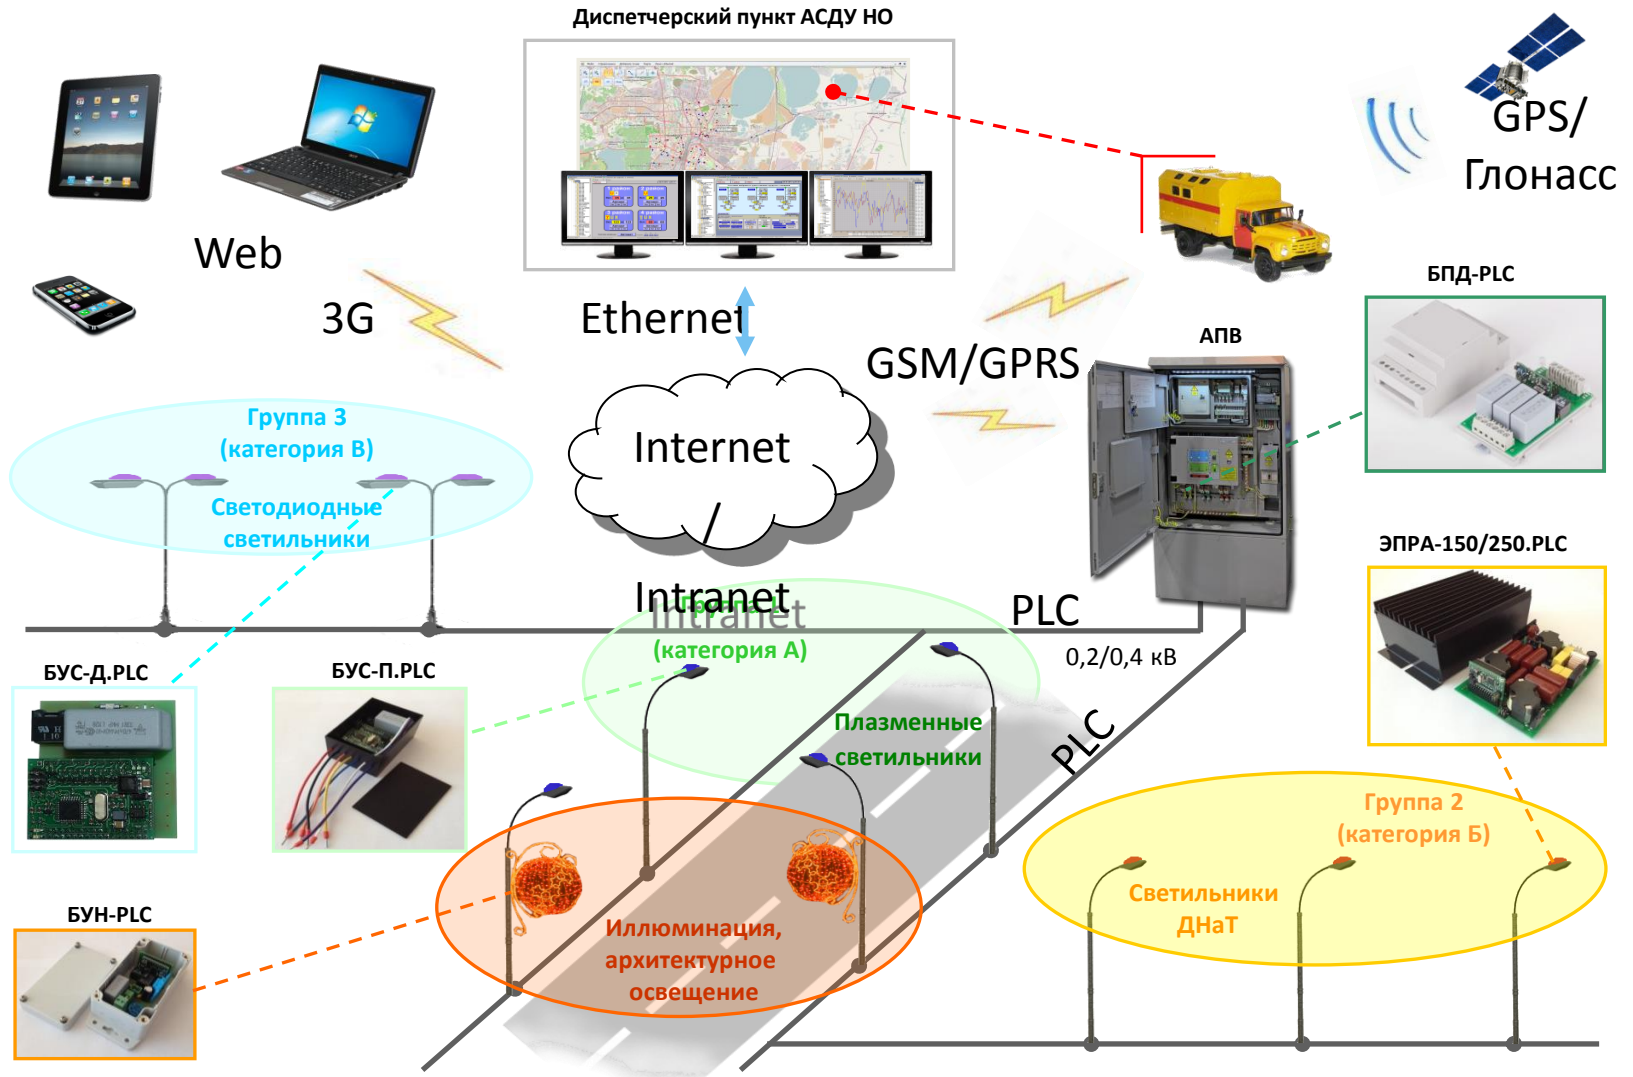 Диспетчерский пункт АСДУ НО
GPS/
Глонасс
Web
3G
Ethernet
GSM/GPRS
БПД-PLC
АПВ
Internet
Intranet
Группа 3
(категория В)
Светодиодные
светильники
ЭПРА-150/250.PLC
PLC
0,2/0,4 кВ
Группа 1
(категория А)
БУС-Д.PLC
БУС-П.PLC
Плазменные
светильники
PLC
Группа 2
(категория Б)
Светильники
ДНаТ
БУН-PLC
Иллюминация,
архитектурное
освещение